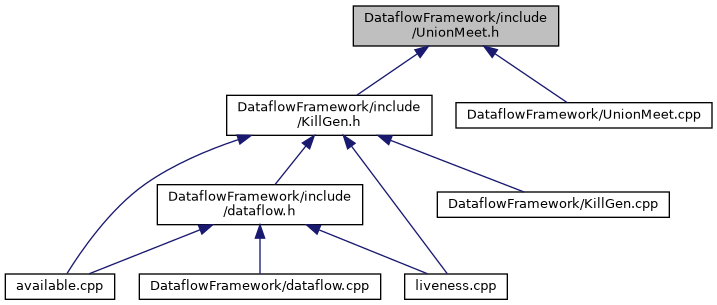 DataflowFramework/include
/UnionMeet.h
DataflowFramework/include
/KillGen.h
DataflowFramework/UnionMeet.cpp
DataflowFramework/include
/dataflow.h
DataflowFramework/KillGen.cpp
available.cpp
DataflowFramework/dataflow.cpp
liveness.cpp